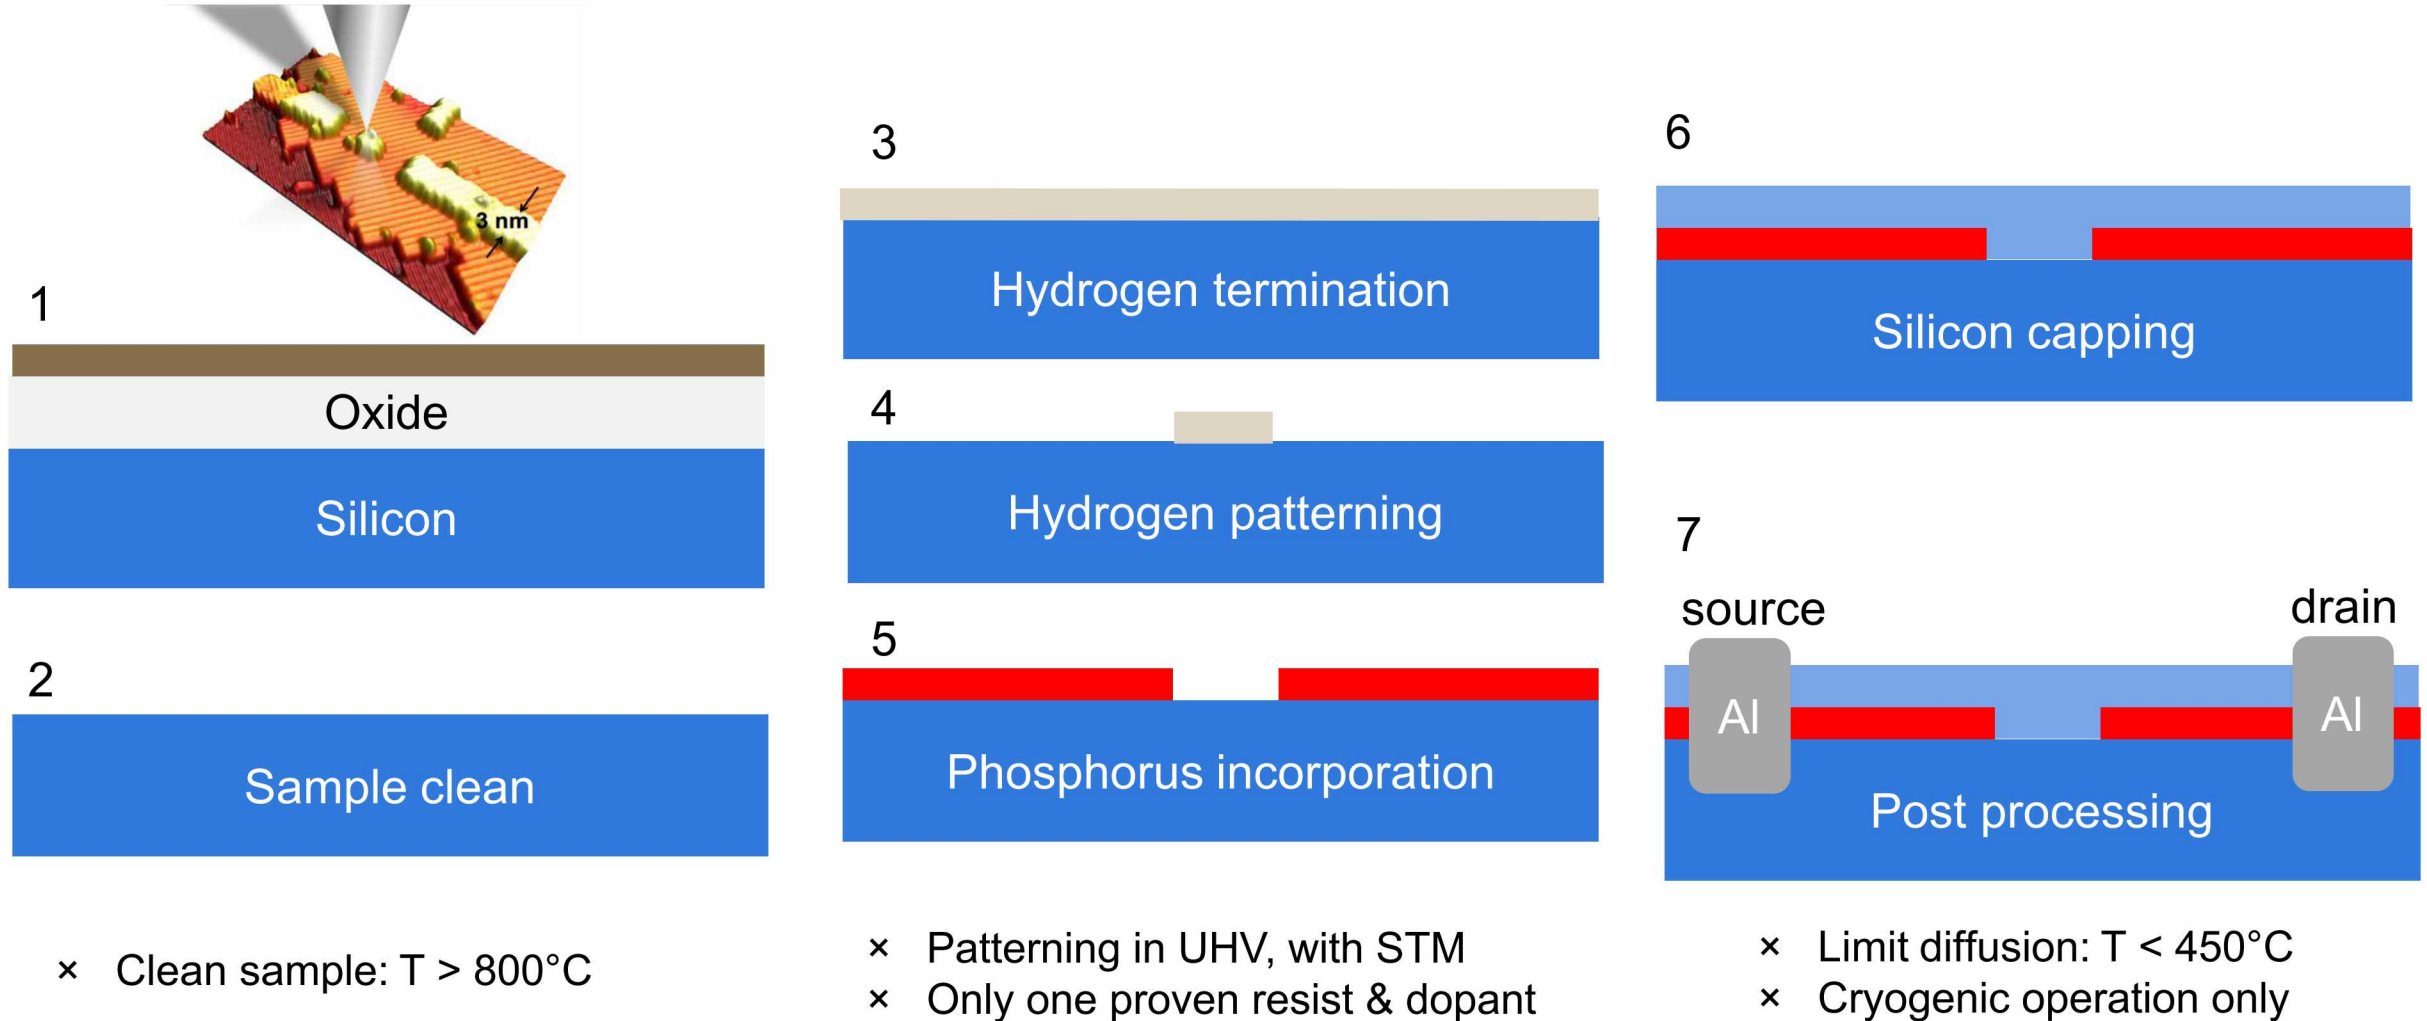 3 nm
1
Oxide
Silicon
2
Sample clean
× Clean sample: T > 800°C
3
Hydrogen termination
4
Hydrogen patterning
5
Phosphorus incorporation
× Patterning in UHV, with STM
× Only one proven resist & dopant
6
Silicon capping
7
source
drain
Al
Al
Post processing
× Limit diffusion: T < 450°C
× Cryogenic operation only